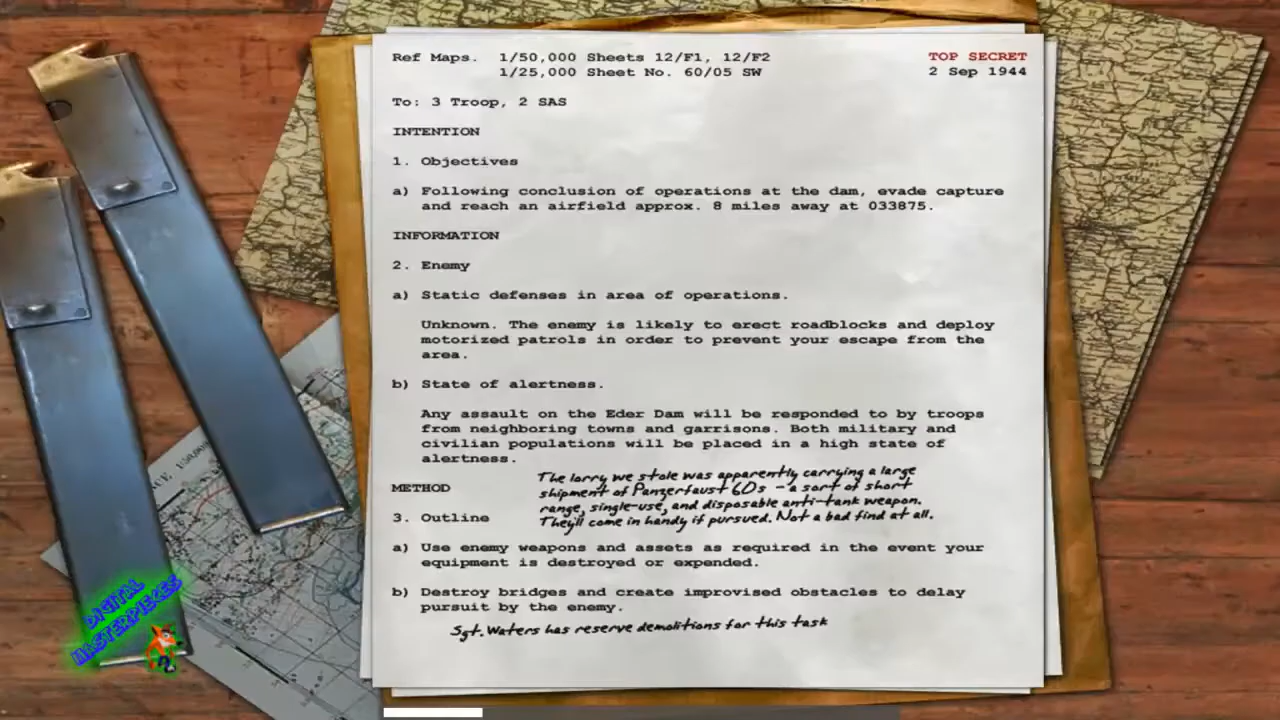 Ref Maps. 1/50,000 Sheets 12/F1, 12/F2
1/25,000 Sheet No. 60/05 SW
TOP SECRET
2 Sep 1944
To: 3 Troop, 2 SAS
INTENTION
1. Objectives
a) Following conclusion of operations at the dam, evade capture
and reach an airfield approx. 8 miles away at 033875.
INFORMATION
2. Enemy
a) Static defenses in area of operations.
Unknown. The enemy is likely to erect roadblocks and deploy
motorized patrols in order to prevent your escape from the
area.
b) State of alertness.
Any assault on the Eder Dam will be responded to by troops
from neighboring towns and garrisons. Both military and
civilian populations will be placed in a high state of
alertness.
The lorry we stole was apparently carrying a large
shipment of Panzerfaust 60s - a sort of short
range, single-use, and disposable anti-tank weapon.
They'll come in handy if pursued. Not a bad find at all.
METHOD
3. Outline
a) Use enemy weapons and assets as required in the event your
equipment is destroyed or expended.
b) Destroy bridges and create improvised obstacles to delay
pursuit by the enemy.
Sgt. Waters has reserve demolitions for this task
DIGITAL
MASTERPIECES